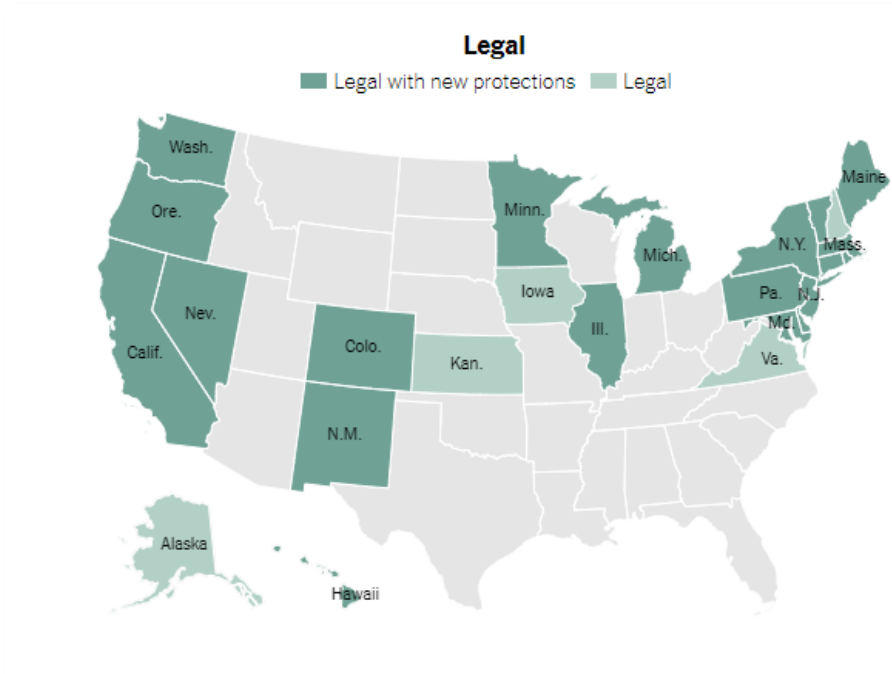 Legal
Legal with new protections Legal
Wash.
Maine
Ore.
Minn.
N.Y. Mass.
Mich.
Iowa
Pa. N.J.
Nev.
Md.
Ill.
Calif.
Colo.
Va.
Kan.
N.M.
Alaska
Hawaii